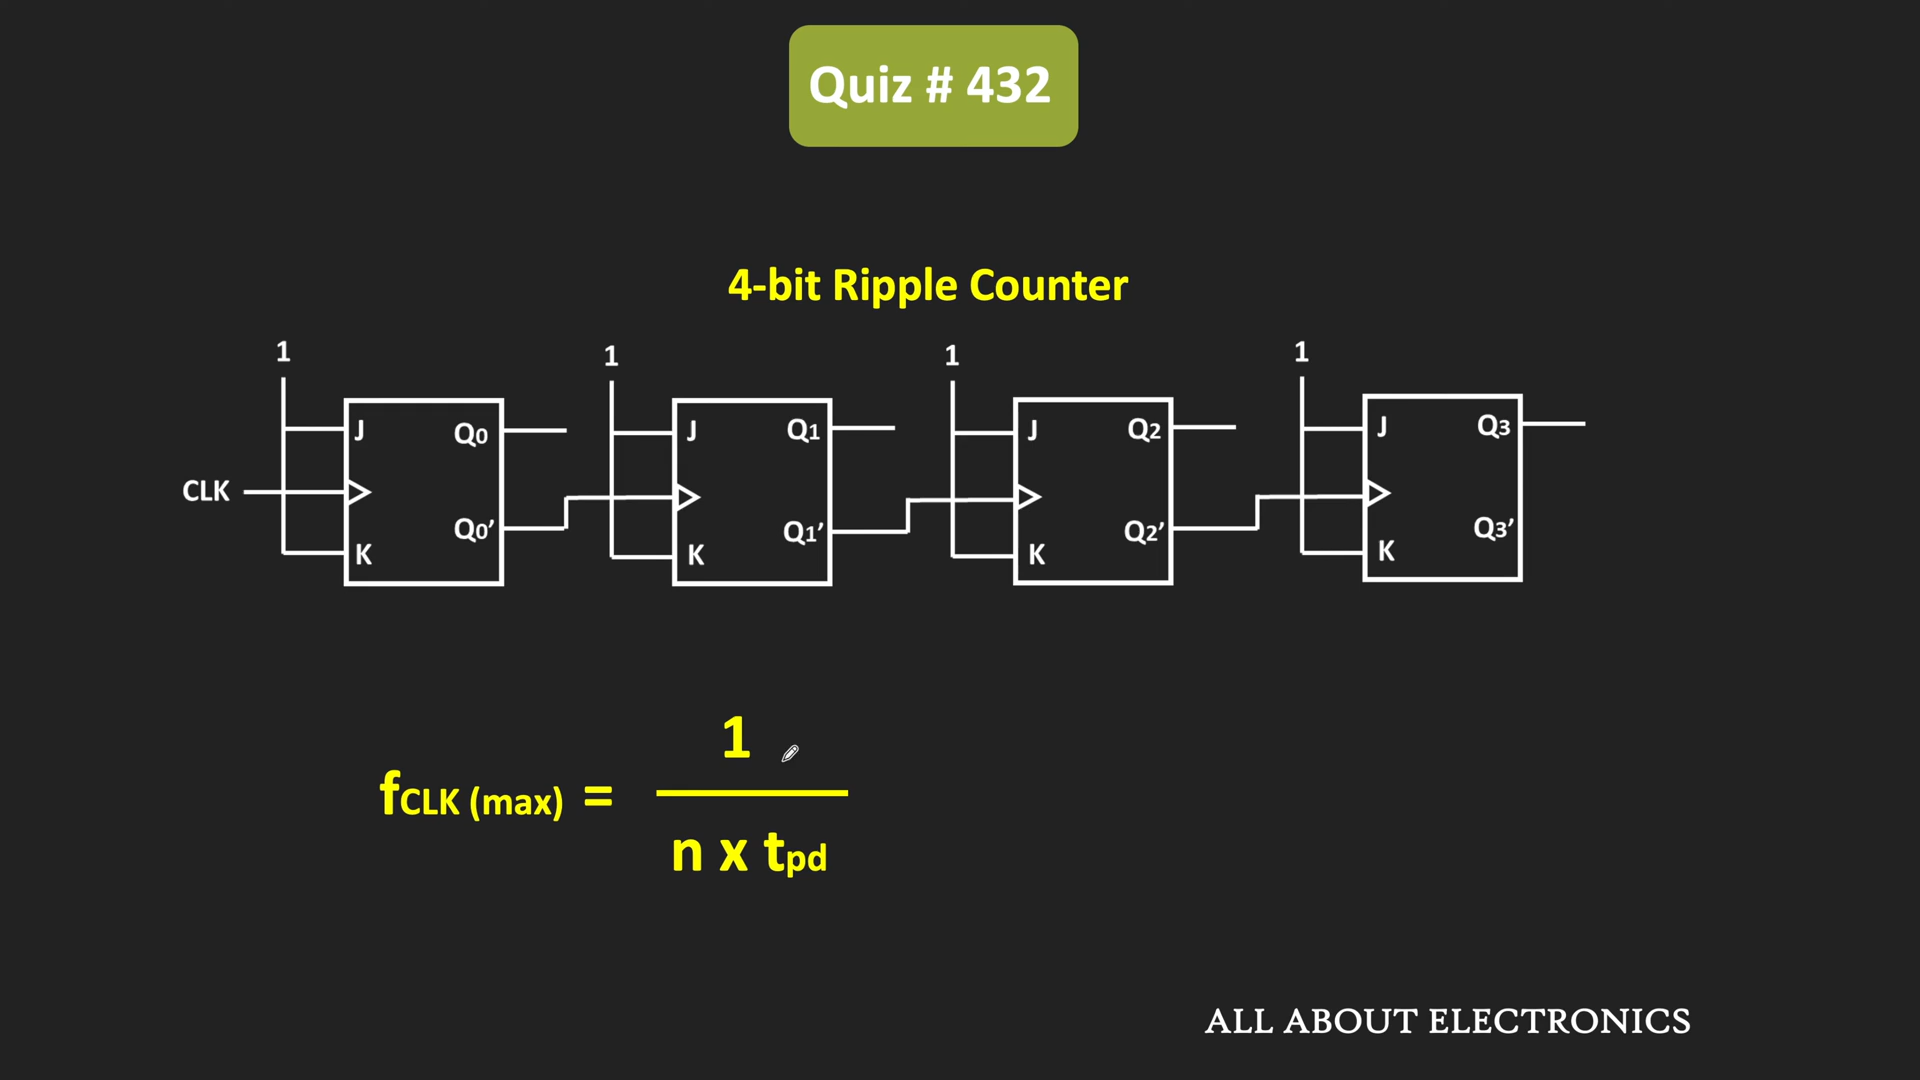 Quiz # 432
4-bit Ripple Counter
1 1 1 1
J Q0 J Q1 J Q2 J Q3
CLK
Q0’ Q1’ Q2’ Q3’
K K K K
1
fCLK (max) =
n x tpd
ALL ABOUT ELECTRONICS